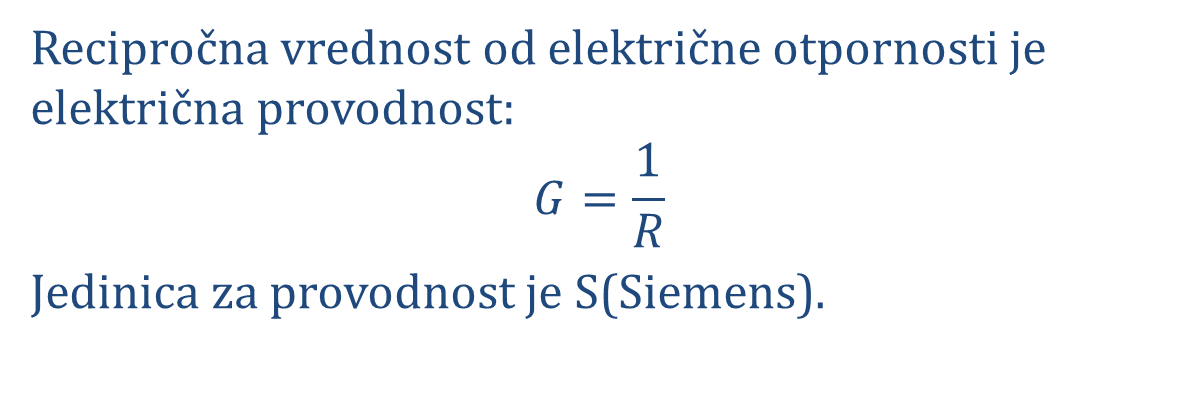 Recipročna vrednost od električne otpornosti je
električna provodnost:
G = 1/R
Jedinica za provodnost je S(Siemens).